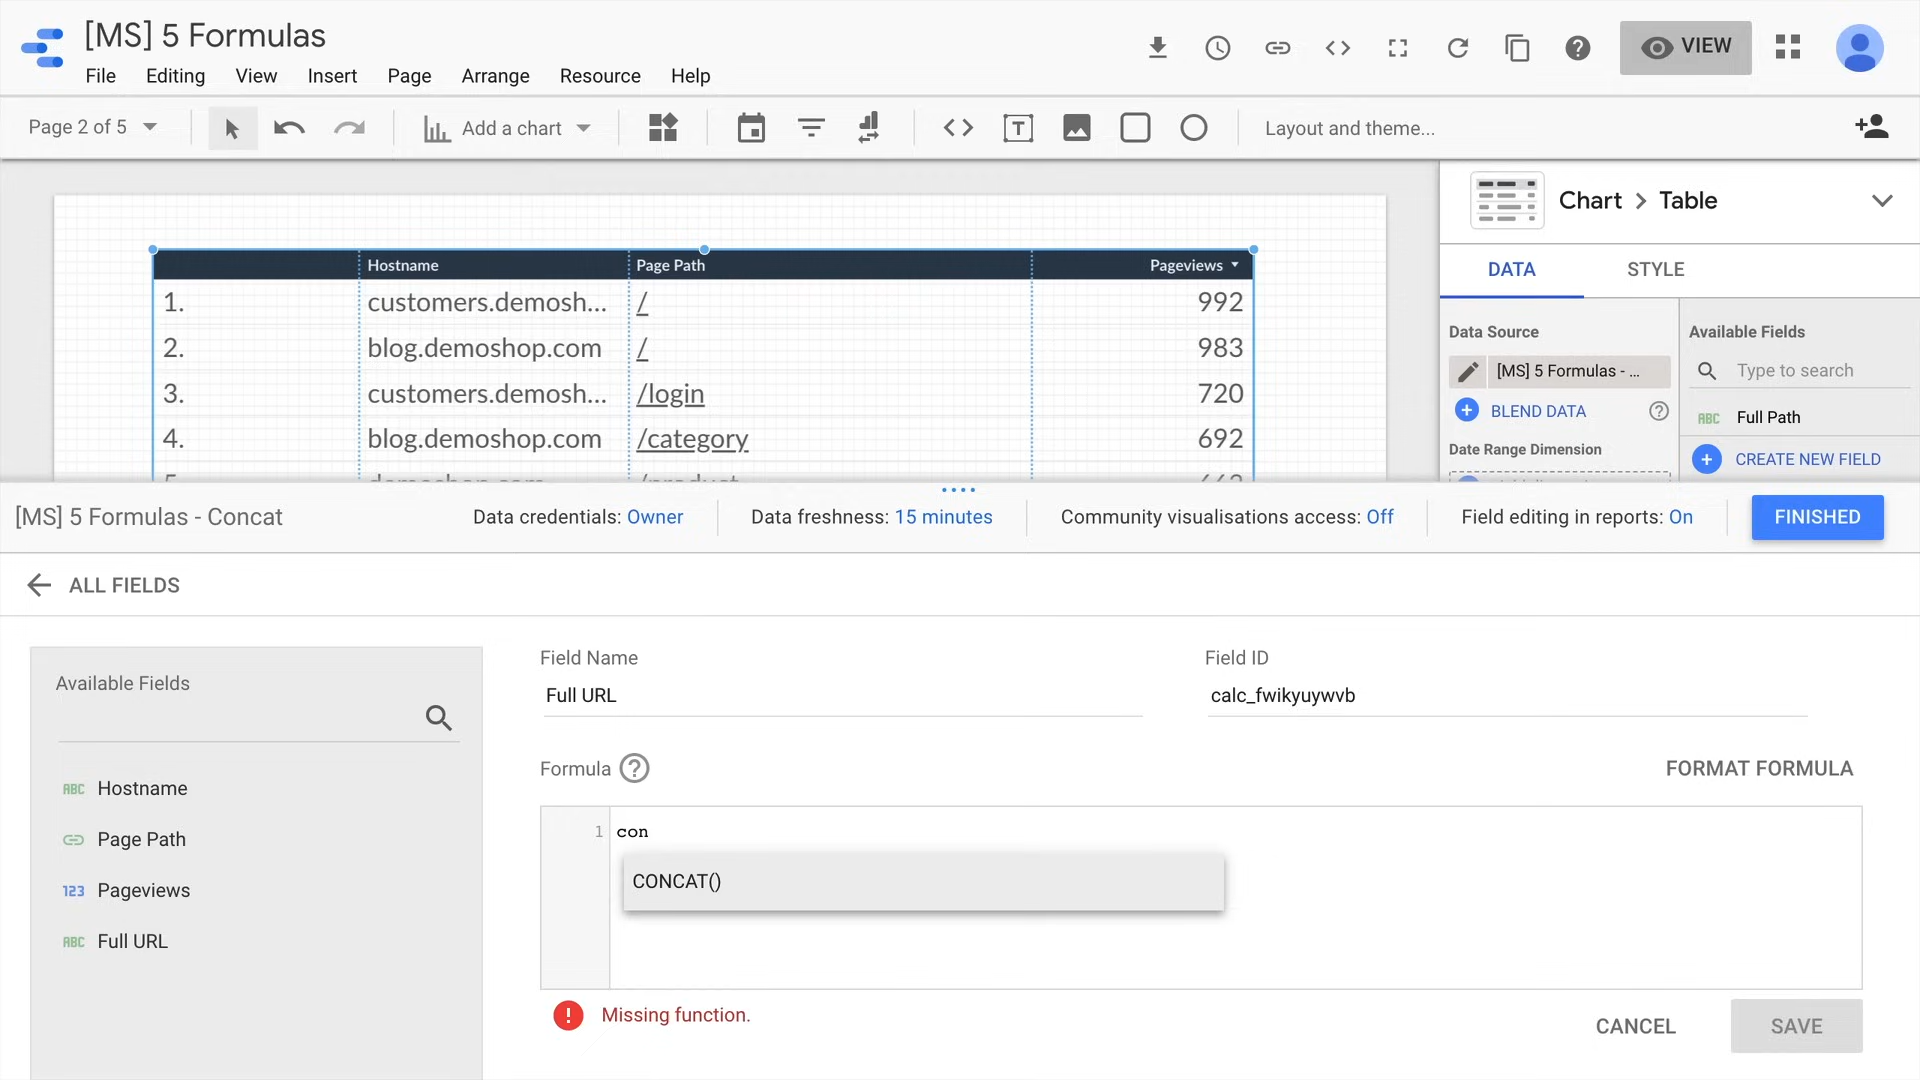 [MS] 5 Formulas
File Editing View Insert Page Arrange Resource Help
VIEW
Page 2 of 5
Add a chart
T
Layout and theme...
Hostname Page Path Pageviews
1. customers.demosh... / 992
2. blog.demoshop.com / 983
3. customers.demosh... /login 720
4. blog.demoshop.com /category 692
Chart > Table
DATA STYLE
Data Source
[MS] 5 Formulas - ...
BLEND DATA
Date Range Dimension
Available Fields
Type to search
ABC Full Path
CREATE NEW FIELD
[MS] 5 Formulas - Concat
Data credentials: Owner
Data freshness: 15 minutes
Community visualisations access: Off
Field editing in reports: On
FINISHED
ALL FIELDS
Available Fields
ABC Hostname
Page Path
123 Pageviews
ABC Full URL
Field Name
Full URL
Field ID
calc_fwikyuywvb
Formula
FORMAT FORMULA
1 con
CONCAT()
Missing function.
CANCEL
SAVE